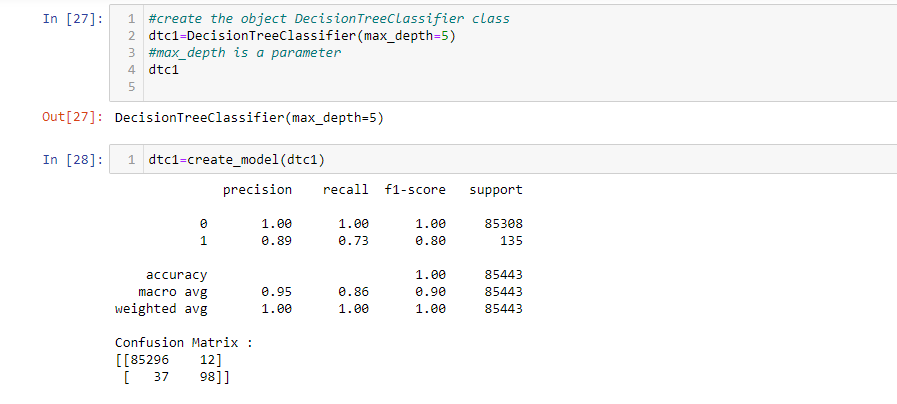 In [27]: 1 #create the object DecisionTreeClassifier class
2 dtc1=DecisionTreeClassifier(max_depth=5)
3 #max_depth is a parameter
4 dtc1
5
Out[27]: DecisionTreeClassifier(max_depth=5)
In [28]: 1 dtc1=create_model(dtc1)
precision recall f1-score support
0 1.00 1.00 1.00 85308
1 0.89 0.73 0.80 135
accuracy 1.00 85443
macro avg 0.95 0.86 0.90 85443
weighted avg 1.00 1.00 1.00 85443
Confusion Matrix :
[[85296 12]
[ 37 98]]